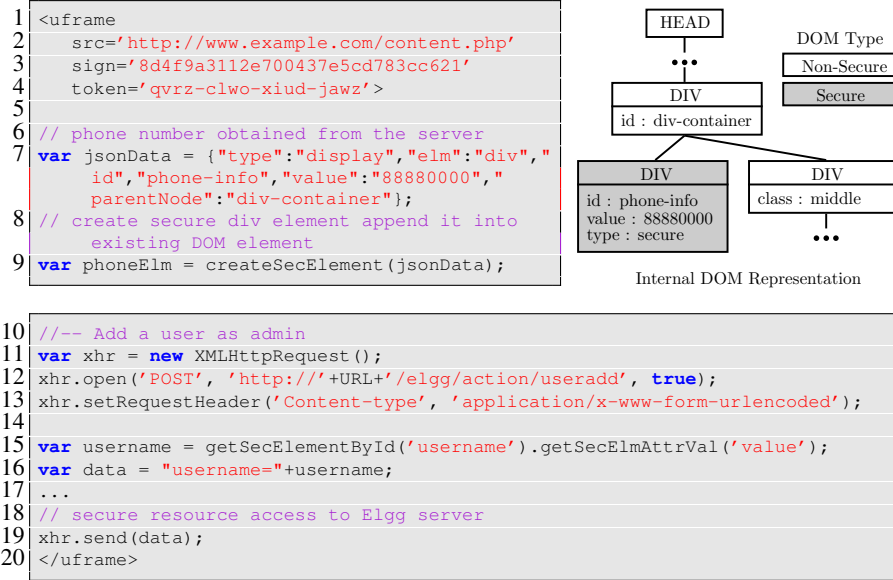 1 <uframe
2 src='http://www.example.com/content.php'
3 sign='8d4f9a3112e700437e5cd783cc621'
4 token='qvrz-clwo-xiud-jawz'>
5
6 // phone number obtained from the server
7 var jsonData = {"type":"display","elm":"div","
id","phone-info","value":"88880000","
parentNode":"div-container"};
8 // create secure div element append it into
existing DOM element
9 var phoneElm = createSecElement(jsonData);
HEAD
•••
DIV
id : div-container
DIV
id : phone-info
value : 88880000
type : secure
DIV
class : middle
•••
DOM Type
Non-Secure
Secure
Internal DOM Representation
10 //-- Add a user as admin
11 var xhr = new XMLHttpRequest();
12 xhr.open('POST', 'http://'+URL+'/elgg/action/useradd', true);
13 xhr.setRequestHeader('Content-type', 'application/x-www-form-urlencoded');
14
15 var username = getSecElementById('username').getSecElmAttrVal('value');
16 var data = "username="+username;
17 ...
18 // secure resource access to Elgg server
19 xhr.send(data);
20 </uframe>